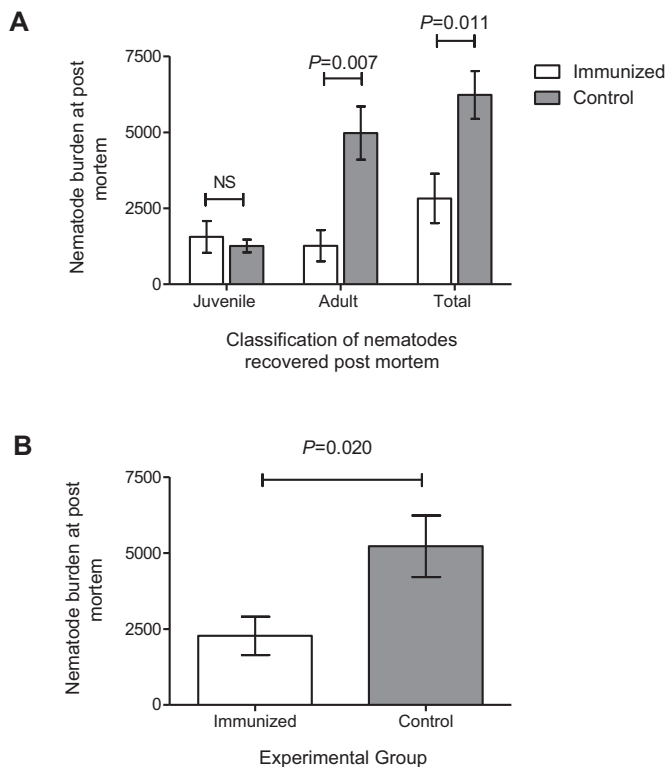 A
P=0.011
P=0.007
Immunized
Control
NS
Nematode burden at post
mortem
7500
5000
2500
0
Juvenile Adult Total
Classification of nematodes
recovered post mortem
B
P=0.020
Nematode burden at post
mortem
7500
5000
2500
0
Immunized Control
Experimental Group